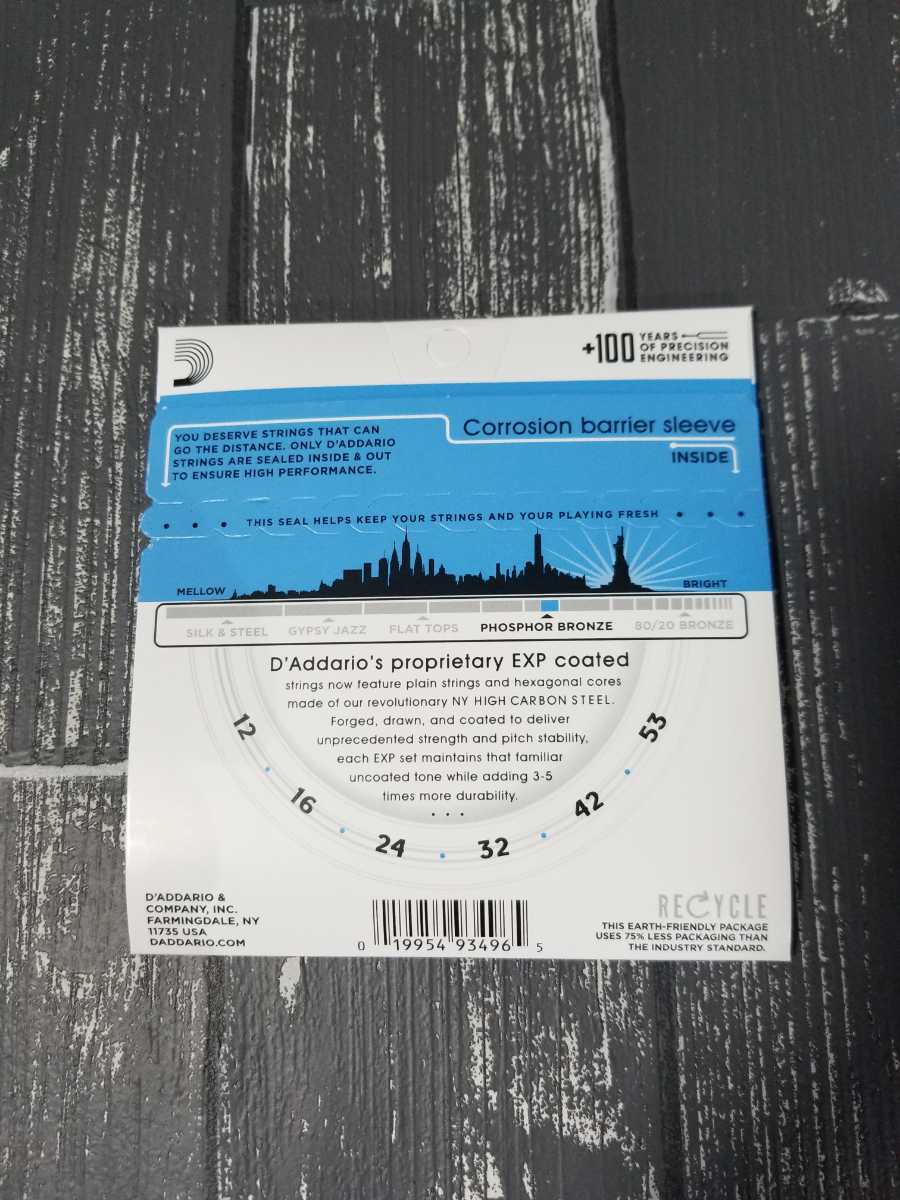 +100 YEARS
OF PRECISION
ENGINEERING
YOU DESERVE STRINGS THAT CAN
GO THE DISTANCE. ONLY D'ADDARIO
STRINGS ARE SEALED INSIDE & OUT
TO ENSURE HIGH PERFORMANCE.
Corrosion barrier sleeve
INSIDE
• • • THIS SEAL HELPS KEEP YOUR STRINGS AND YOUR PLAYING FRESH • • •
MELLOW
BRIGHT
SILK & STEEL GYPSY JAZZ FLAT TOPS PHOSPHOR BRONZE 80/20 BRONZE
D'Addario's proprietary EXP coated
strings now feature plain strings and hexagonal cores
made of our revolutionary NY HIGH CARBON STEEL.
Forged, drawn, and coated to deliver
unprecedented strength and pitch stability,
each EXP set maintains that familiar
uncoated tone while adding 3-5
times more durability.
• • •
12 • 16 • 24 • 32 • 42 • 53
D'ADDARIO &
COMPANY, INC.
FARMINGDALE, NY
11735 USA
DADDARIO.COM
0 19954 93496 5
RECYCLE
THIS EARTH-FRIENDLY PACKAGE
USES 75% LESS PACKAGING THAN
THE INDUSTRY STANDARD.